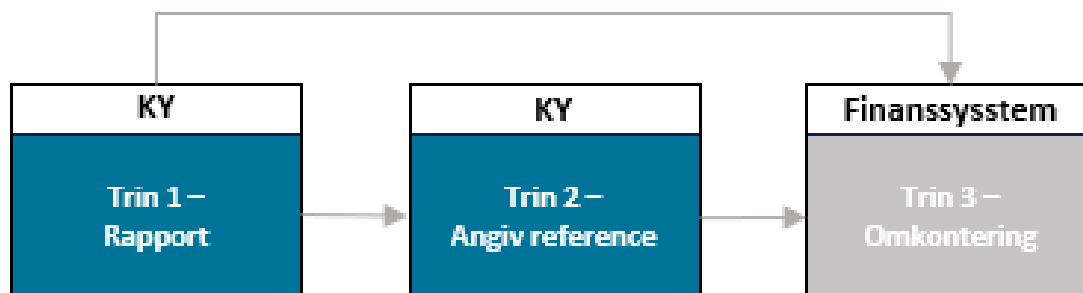 KY
Trin 1 –
Rapport
KY
Trin 2 –
Angiv reference
Finanssysstem
Trin 3 –
Omkontering